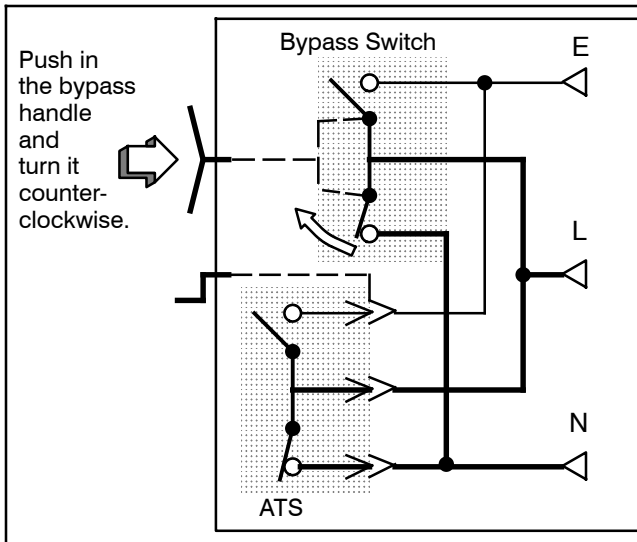 Push in
the bypass
handle
and
turn it
counter-
clockwise.
Bypass Switch
E
L
N
ATS